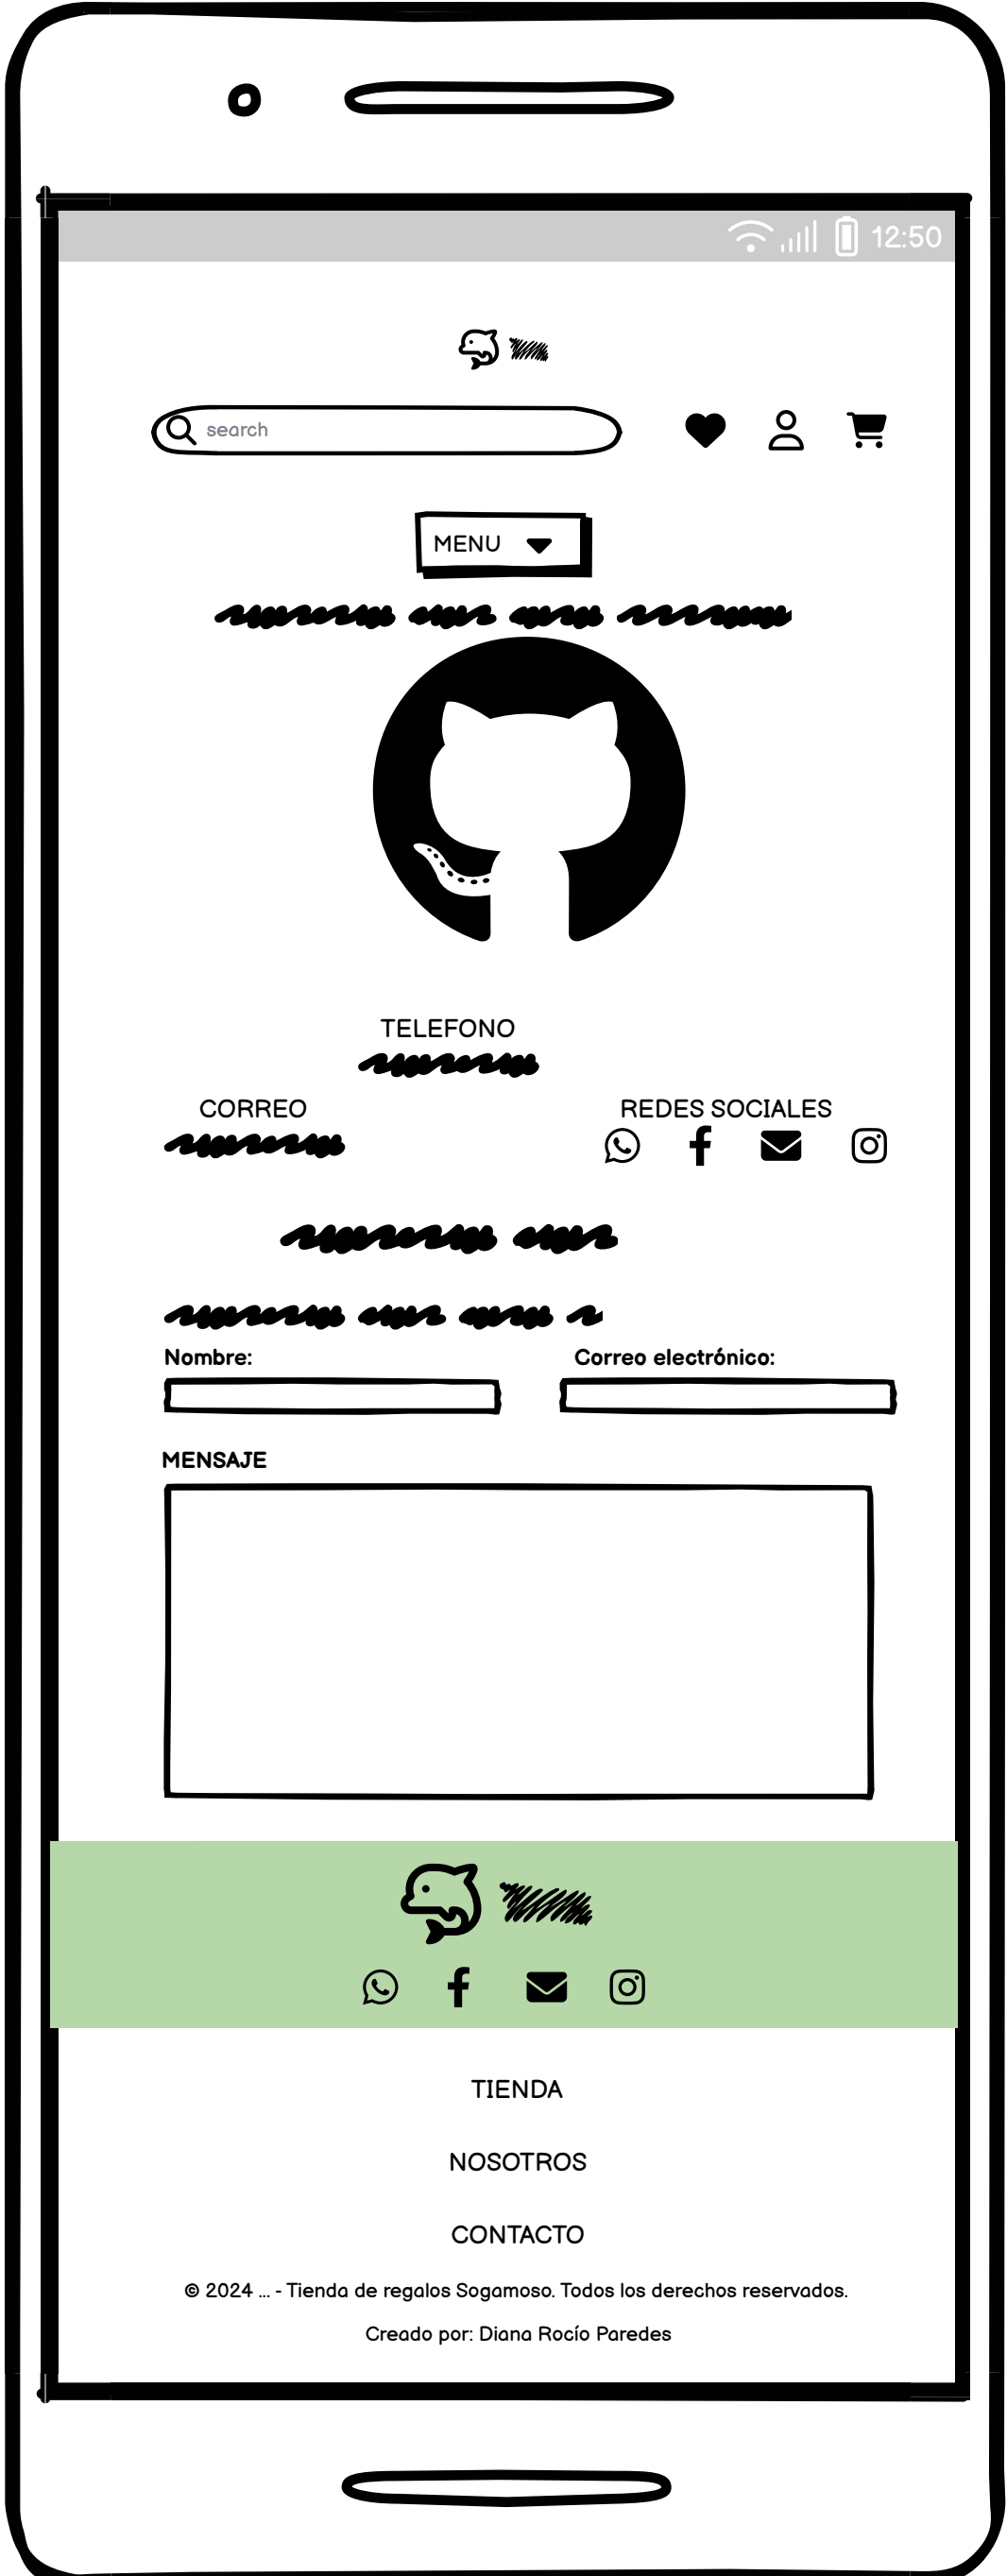 12:50
search
MENU
TELEFONO
CORREO
REDES SOCIALES
Nombre:
Correo electrónico:
MENSAJE
TIENDA
NOSOTROS
CONTACTO
© 2024 ... - Tienda de regalos Sogamoso. Todos los derechos reservados.
Creado por: Diana Rocío Paredes